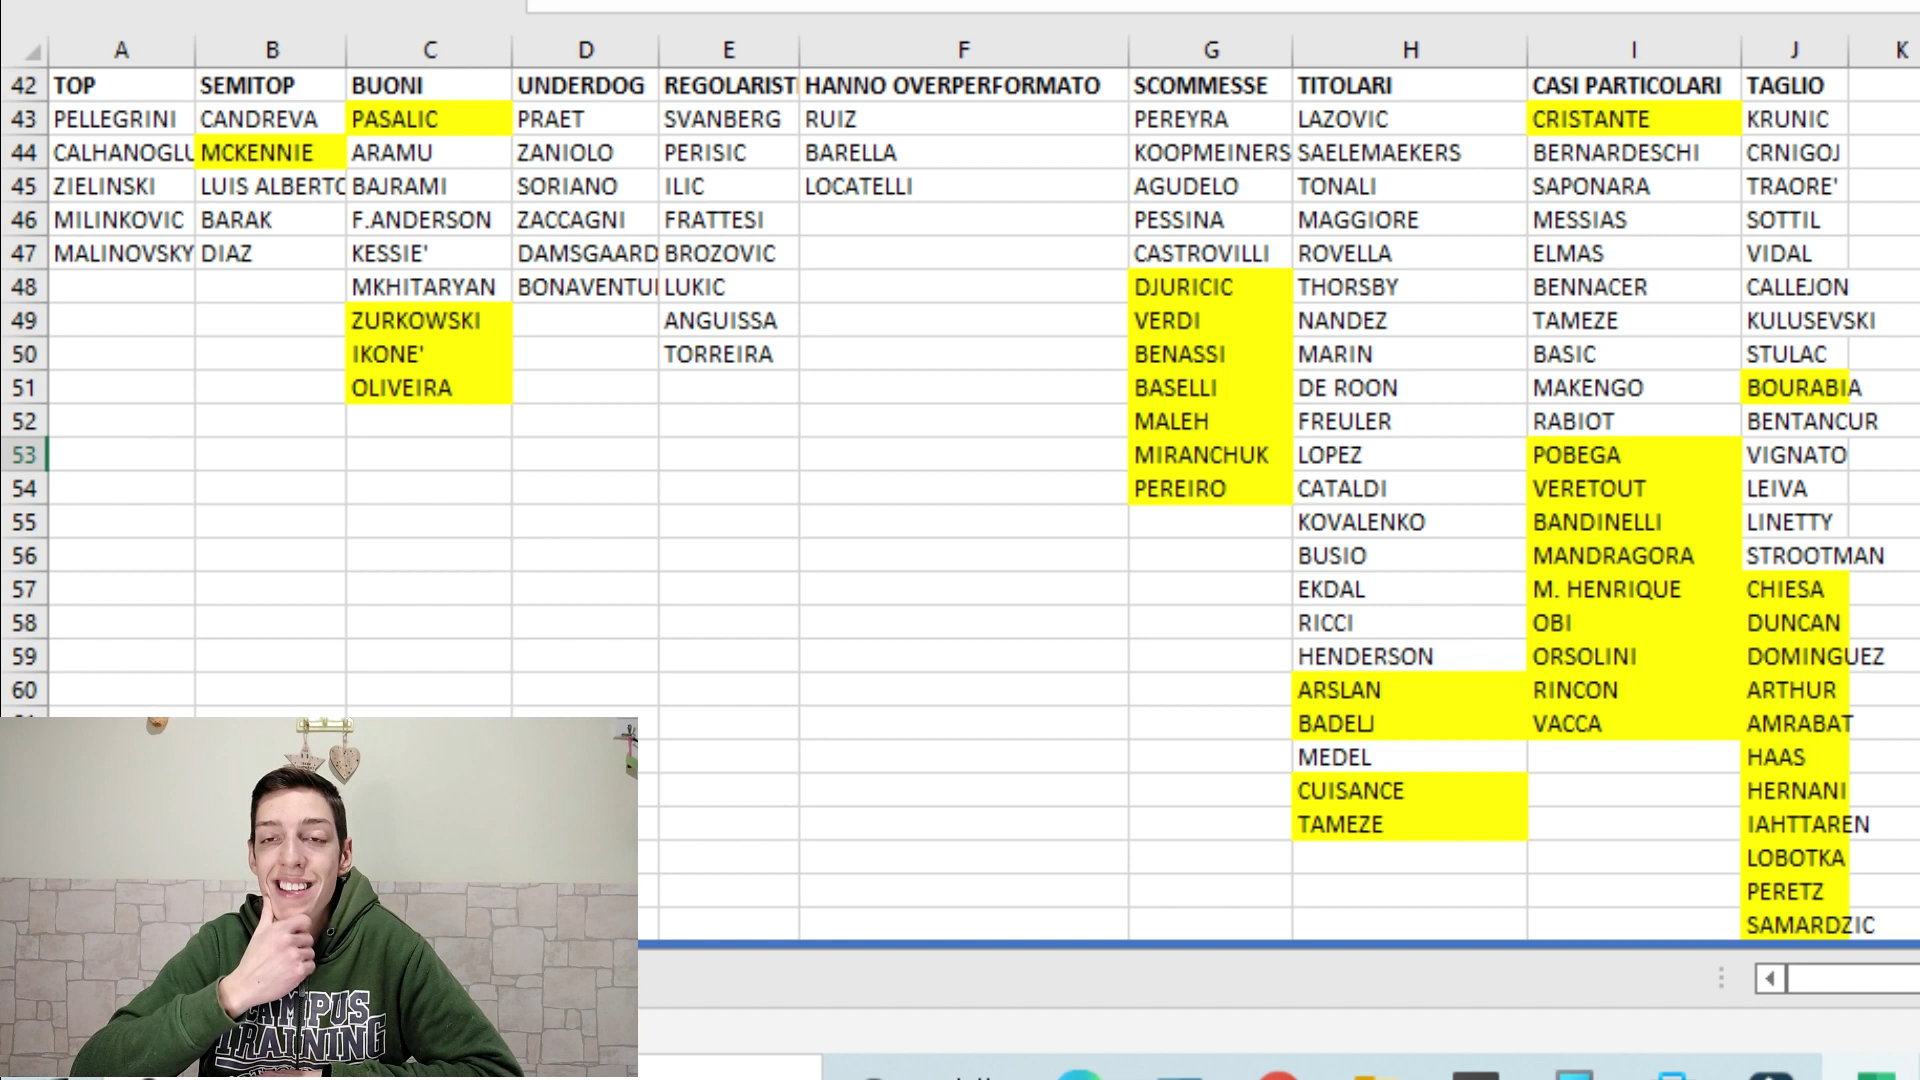 A B C D E F G H I J K
42 TOP SEMITOP BUONI UNDERDOG REGOLARIST HANNO OVERPERFORMATO SCOMMESSE TITOLARI CASI PARTICOLARI TAGLIO
43 PELLEGRINI CANDREVA PASALIC PRAET SVANBERG RUIZ PEREYRA LAZOVIC CRISTANTE KRUNIC
44 CALHANOGLU MCKENNIE ARAMU ZANIOLO PERISIC BARELLA KOOPMEINERS SAELEMAEKERS BERNARDESCHI CRNIGOJ
45 ZIELINSKI LUIS ALBERTO BAJRAMI SORIANO ILIC LOCATELLI AGUDELO TONALI SAPONARA TRAORE'
46 MILINKOVIC BARAK F.ANDERSON ZACCAGNI FRATTESI PESSINA MAGGIORE MESSIAS SOTTIL
47 MALINOVSKY DIAZ KESSIE' DAMSGAARD BROZOVIC CASTROVILLI ROVELLA ELMAS VIDAL
48 MKHITARYAN BONAVENTU LUKIC DJURICIC THORSBY BENNACER CALLEJON
49 ZURKOWSKI ANGUISSA VERDI NANDEZ TAMEZE KULUSEVSKI
50 IKONE' TORREIRA BENASSI MARIN BASIC STULAC
51 OLIVEIRA BASELLI DE ROON MAKENGO BOURABIA
52 MALEH FREULER RABIOT BENTANCUR
53 MIRANCHUK LOPEZ POBEGA VIGNATO
54 PEREIRO CATALDI VERETOUT LEIVA
55 KOVALENKO BANDINELLI LINETTY
56 BUSIO MANDRAGORA STROOTMAN
57 EKDAL M. HENRIQUE CHIESA
58 RICCI OBI DUNCAN
59 HENDERSON ORSOLINI DOMINGUEZ
60 ARSLAN RINCON ARTHUR
BADELJ VACCA AMRABAT
MEDEL HAAS
CUISANCE HERNANI
TAMEZE IAHTTAREN
LOBOTKA
PERETZ
SAMARDZIC
CAMPUS
TRAINING